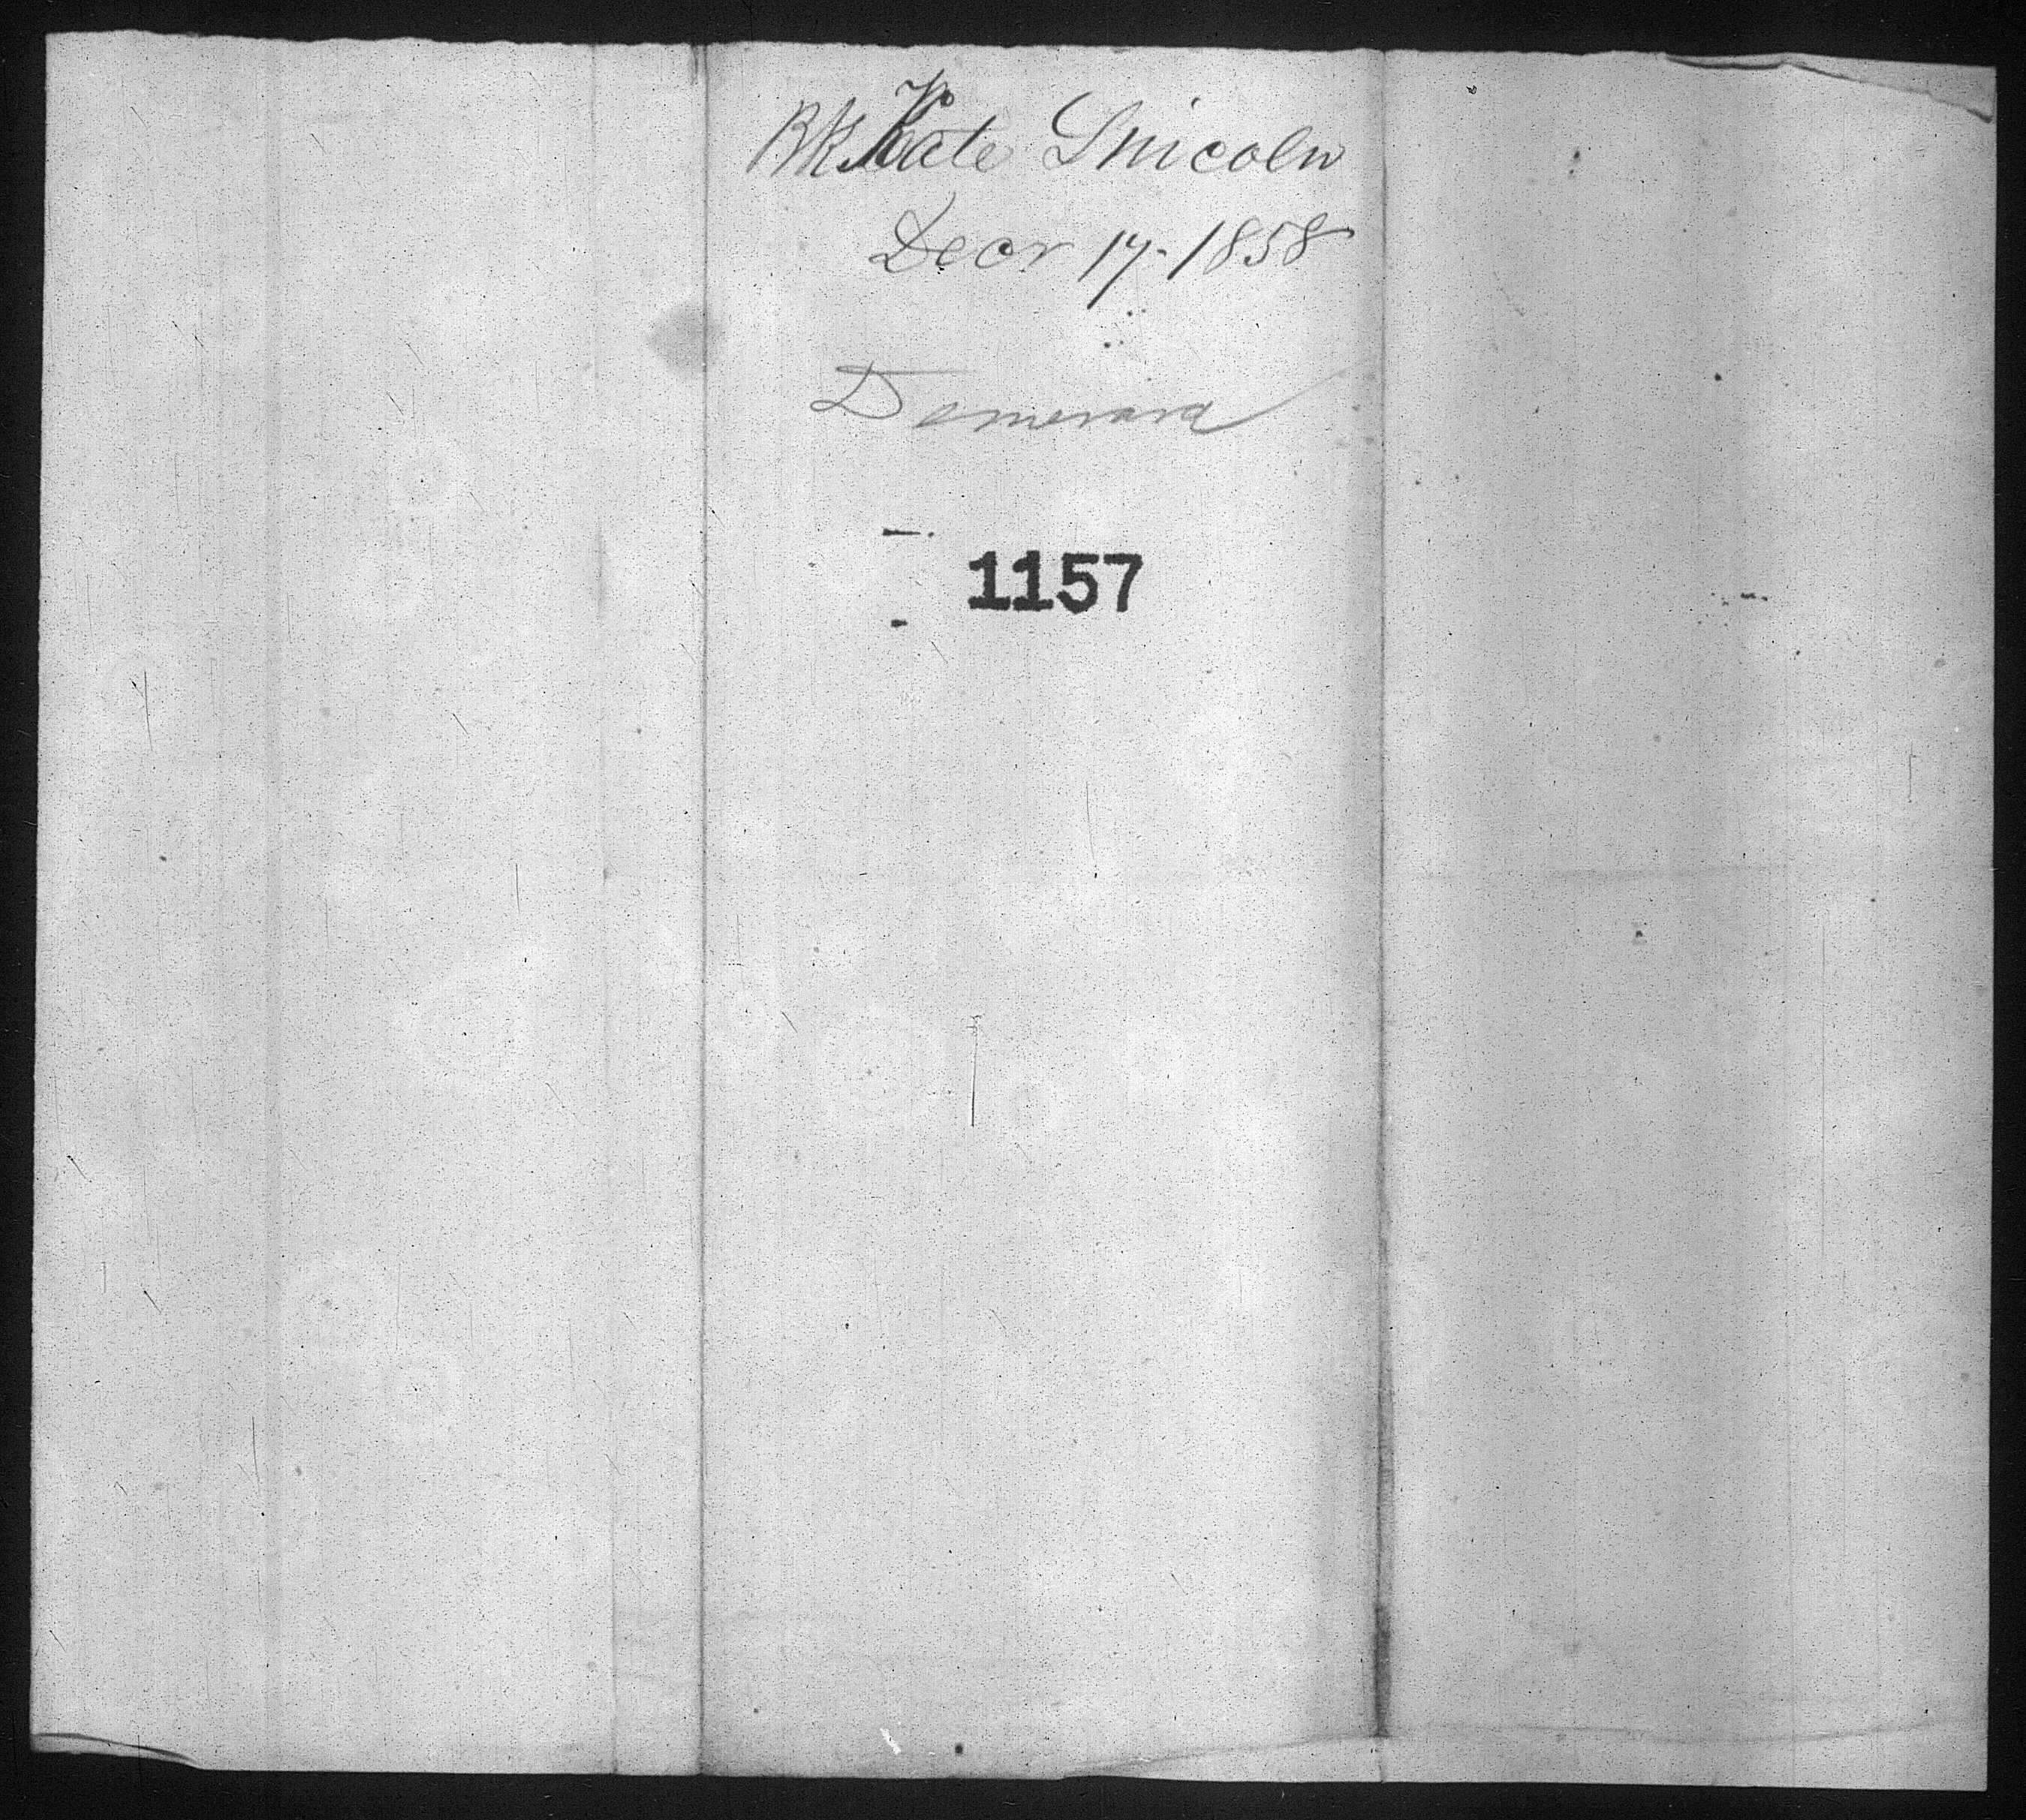 Bk Kate Lincoln
Decr 17-1858
Demerara
1157